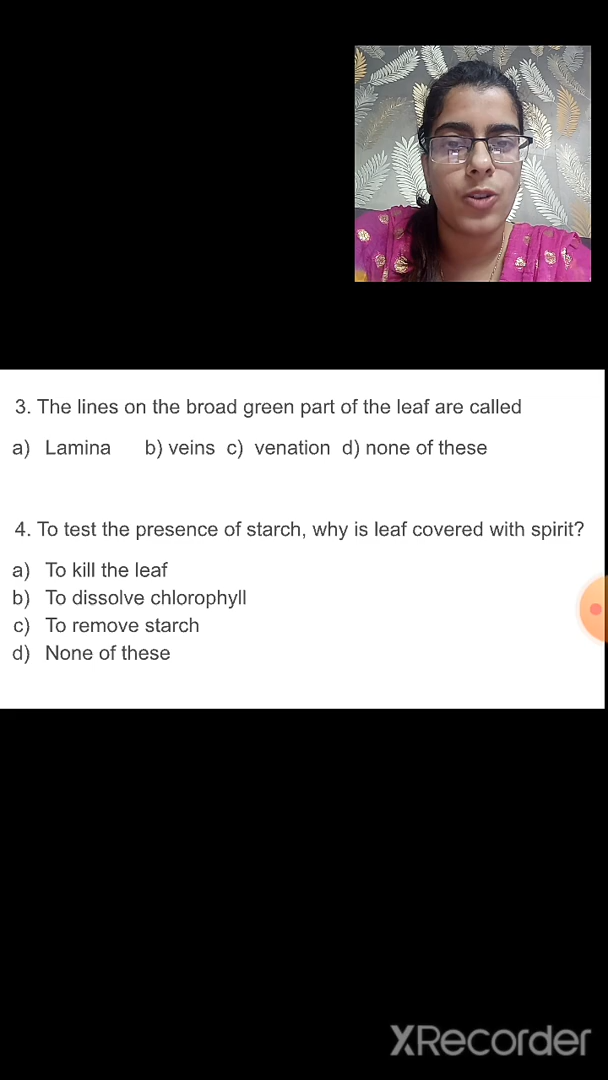 3. The lines on the broad green part of the leaf are called
a) Lamina b) veins c) venation d) none of these
4. To test the presence of starch, why is leaf covered with spirit?
a) To kill the leaf
b) To dissolve chlorophyll
c) To remove starch
d) None of these
XRecorder